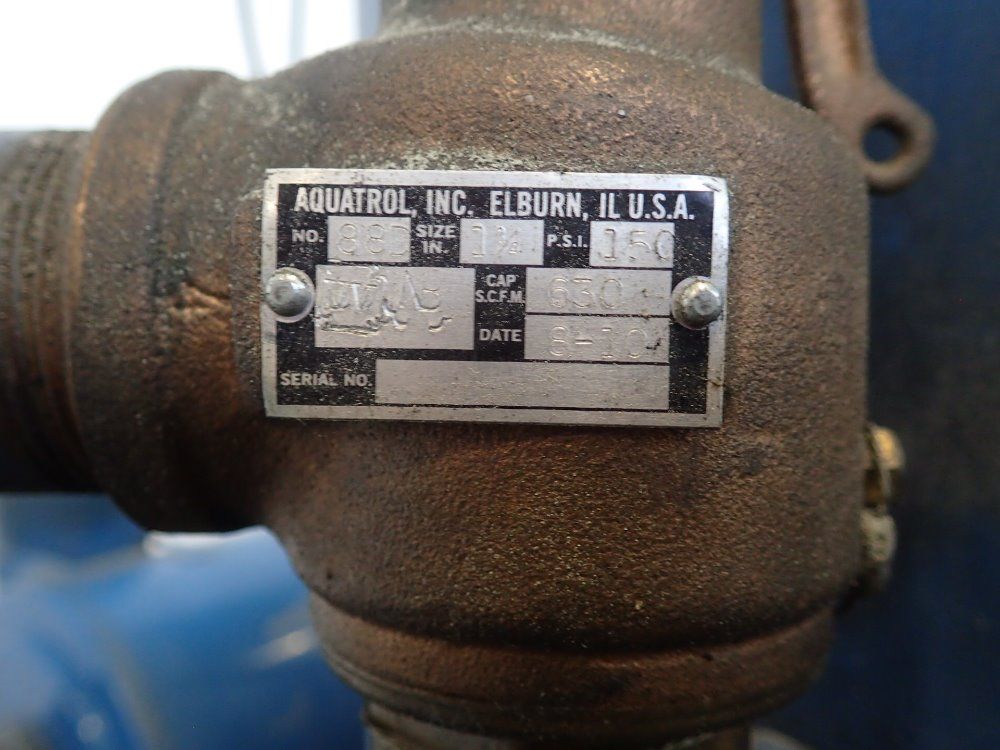 AQUATROL, INC. ELBURN, IL U.S.A.
NO. 88D SIZE IN. 1¼ P.S.I. 150
CAP S.C.F.M. 630
DATE 8-10
SERIAL NO.